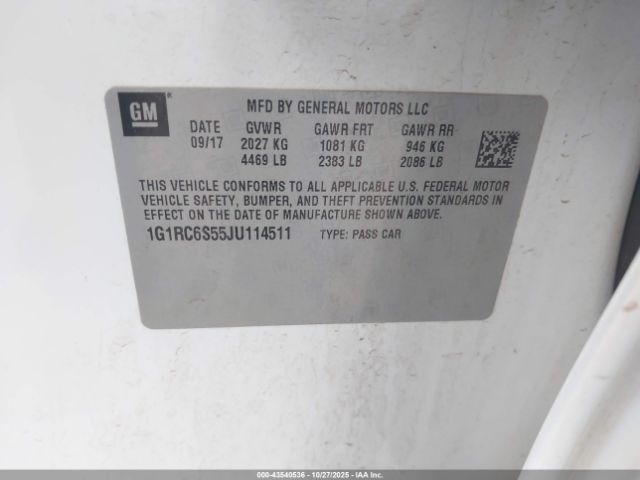 GM®
MFD BY GENERAL MOTORS LLC
DATE GVWR GAWR FRT GAWR RR
09/17 2027 KG 1081 KG 946 KG
4469 LB 2383 LB 2086 LB
THIS VEHICLE CONFORMS TO ALL APPLICABLE U.S. FEDERAL MOTOR
VEHICLE SAFETY, BUMPER, AND THEFT PREVENTION STANDARDS IN
EFFECT ON THE DATE OF MANUFACTURE SHOWN ABOVE.
1G1RC6S55JU114511 TYPE: PASS CAR
000-43540536 - 10/27/2025 - IAA Inc.